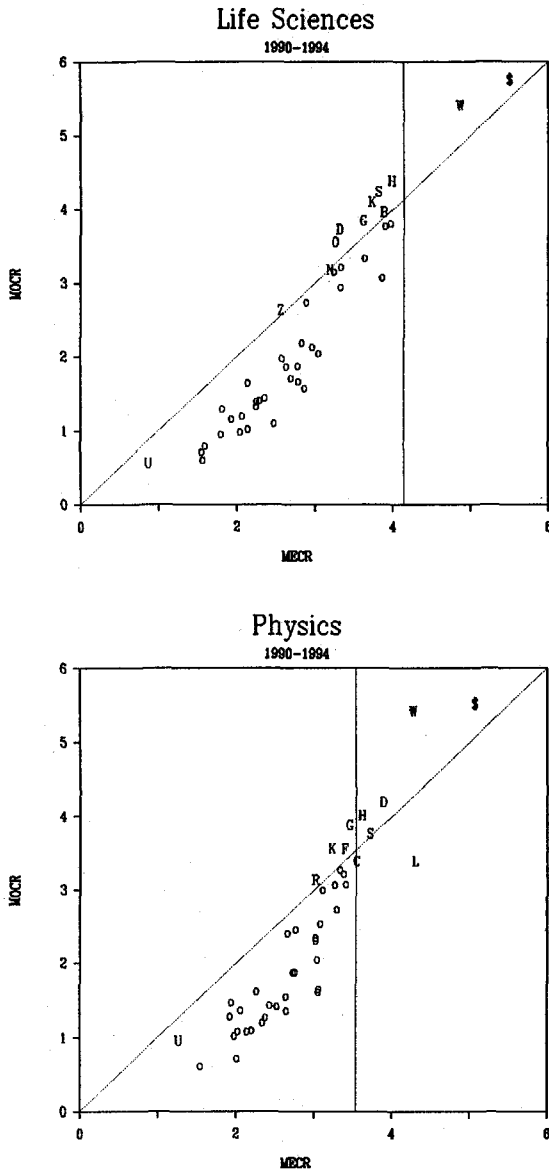 Life Sciences
1990-1994
6
$
W
5
H
S
K
4
B
G
D
O
MOCR
N
3
Z
2
1
U
0
0 2 4 6
MECR
Physics
1990-1994
6
$
W
5
D
H
4
G
S
K F
C L
MOCR
R
3
2
1
U
0
0 2 4 6
MECR